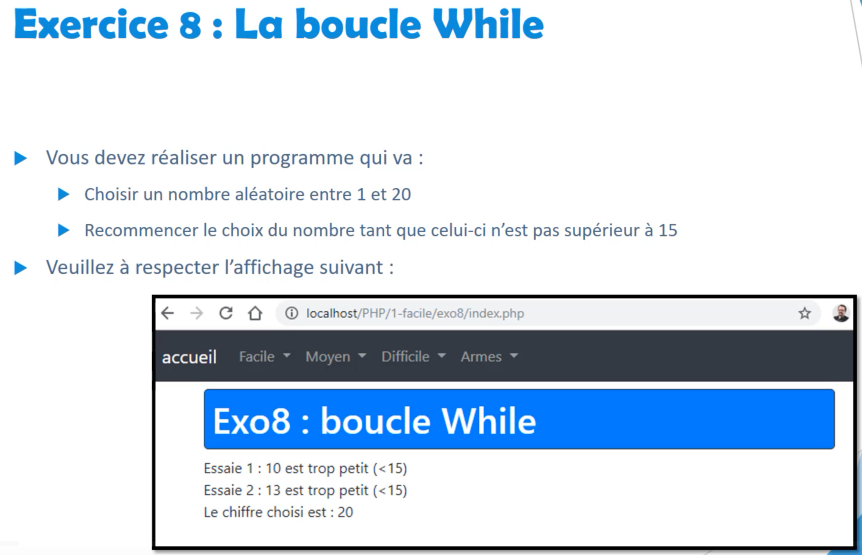 Exercice 8 : La boucle While
Vous devez réaliser un programme qui va :
Choisir un nombre aléatoire entre 1 et 20
Recommencer le choix du nombre tant que celui-ci n’est pas supérieur à 15
Veuillez à respecter l’affichage suivant :
localhost/PHP/1-facile/exo8/index.php
accueil Facile Moyen Difficile Armes
Exo8 : boucle While
Essaie 1 : 10 est trop petit (<15)
Essaie 2 : 13 est trop petit (<15)
Le chiffre choisi est : 20